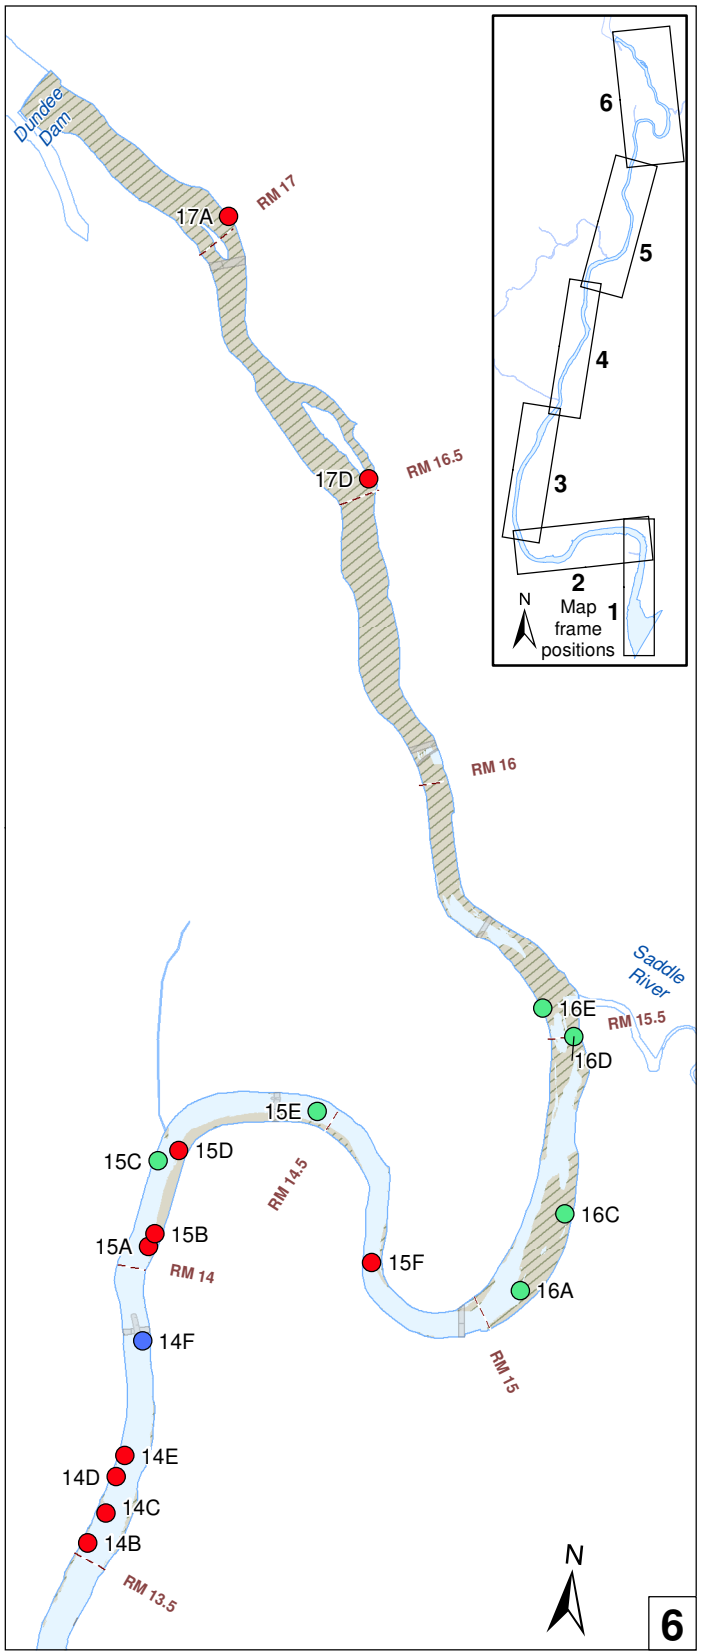 Dundee
Dam
RM 17
17A
17D
RM 16.5
RM 16
Saddle
River
16E
RM 15.5
16D
15E
15D
15C
RM 14.5
15B
15A
16C
15F
RM 14
16A
14F
RM 15
14E
14D
14C
14B
RM 13.5
N
6
6
5
4
3
2
1
N
Map
frame
positions